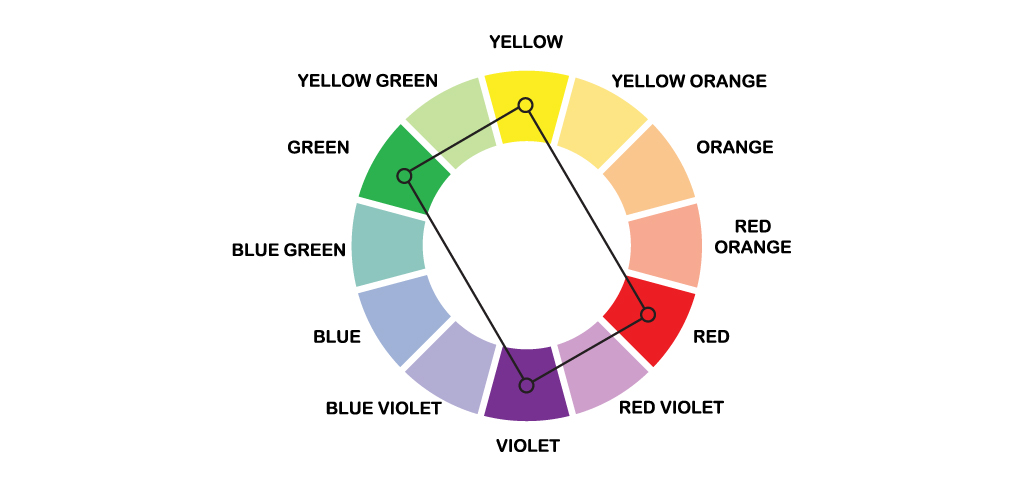 YELLOW
YELLOW GREEN
YELLOW ORANGE
GREEN
ORANGE
RED
ORANGE
BLUE GREEN
BLUE
RED
BLUE VIOLET
RED VIOLET
VIOLET